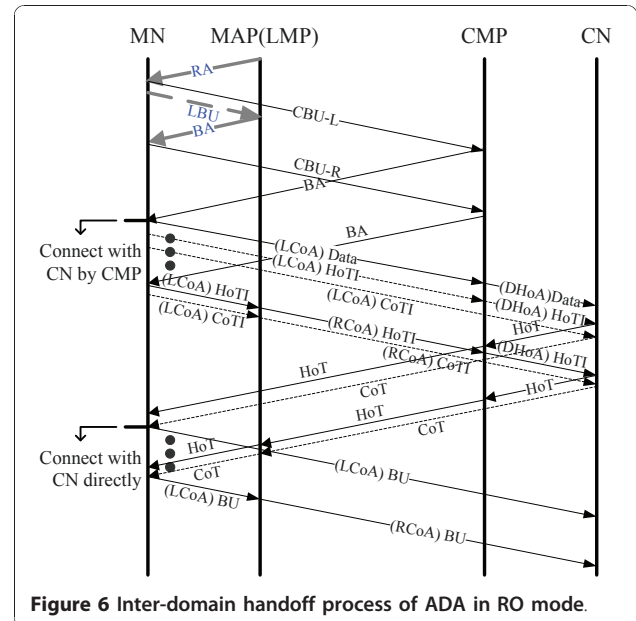 MN MAP(LMP) CMP CN
RA
LBU
CBU-L
BA
CBU-R
BA
BA
Connect with
CN by CMP
(LCoA) Data
(LCoA) HoTI
(LCoA) CoTI
(DHoA)Data
(DHoA) HoTI
HoT
(LCoA) HoTI
(LCoA) CoTI
(RCoA) HoTI
(RCoA) CoTI
(DHoA) HoTI
HoT
CoT
HoT
HoT
CoT
Connect with
CN directly
HoT
CoT
(LCoA) BU
(LCoA) BU
(RCoA) BU
Figure 6 Inter-domain handoff process of ADA in RO mode.